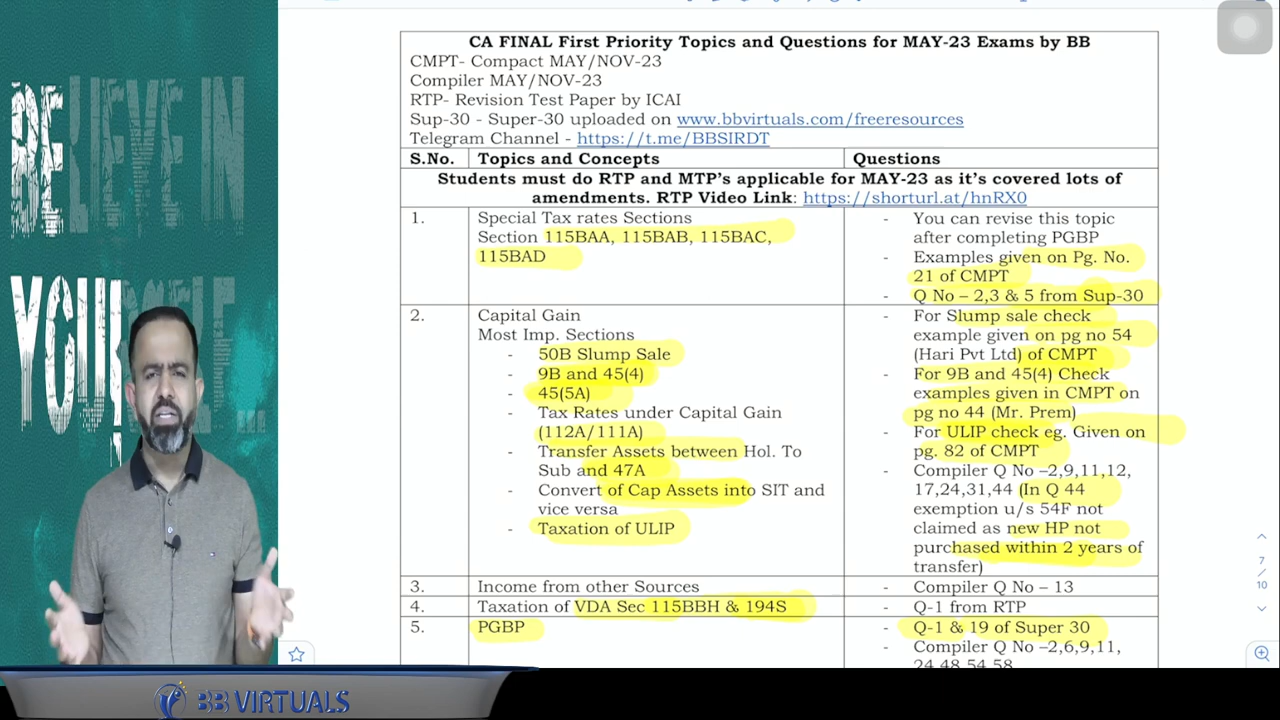 BELIEVE IN
YOURSELF...
CA FINAL First Priority Topics and Questions for MAY-23 Exams by BB
CMPT- Compact MAY/NOV-23
Compiler MAY/NOV-23
RTP- Revision Test Paper by ICAI
Sup-30 - Super-30 uploaded on www.bbvirtuals.com/freeresources
Telegram Channel - https://t.me/BBSIRDT
S.No. Topics and Concepts Questions
Students must do RTP and MTP's applicable for MAY-23 as it's covered lots of
amendments. RTP Video Link: https://shorturl.at/hnRX0
1. Special Tax rates Sections
Section 115BAA, 115BAB, 115BAC,
115BAD
- You can revise this topic
after completing PGBP
- Examples given on Pg. No.
21 of CMPT
- Q No – 2,3 & 5 from Sup-30
2. Capital Gain
Most Imp. Sections
- 50B Slump Sale
- 9B and 45(4)
- 45(5A)
- Tax Rates under Capital Gain
(112A/111A)
- Transfer Assets between Hol. To
Sub and 47A
- Convert of Cap Assets into SIT and
vice versa
- Taxation of ULIP
- For Slump sale check
example given on pg no 54
(Hari Pvt Ltd) of CMPT
- For 9B and 45(4) Check
examples given in CMPT on
pg no 44 (Mr. Prem)
- For ULIP check eg. Given on
pg. 82 of CMPT
- Compiler Q No –2,9,11,12,
17,24,31,44 (In Q 44
exemption u/s 54F not
claimed as new HP not
purchased within 2 years of
transfer)
3. Income from other Sources
- Compiler Q No – 13
4. Taxation of VDA Sec 115BBH & 194S
- Q-1 from RTP
5. PGBP
- Q-1 & 19 of Super 30
- Compiler Q No –2,6,9,11,
24,48,54,58
7
/
10
BB VIRTUALS